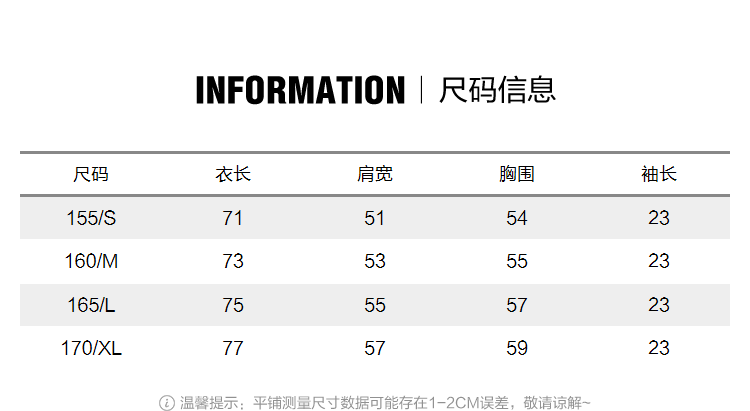 INFORMATION | 尺码信息
尺码 衣长 肩宽 胸围 袖长
155/S 71 51 54 23
160/M 73 53 55 23
165/L 75 55 57 23
170/XL 77 57 59 23
温馨提示：平铺测量尺寸数据可能存在1-2CM误差，敬请谅解~